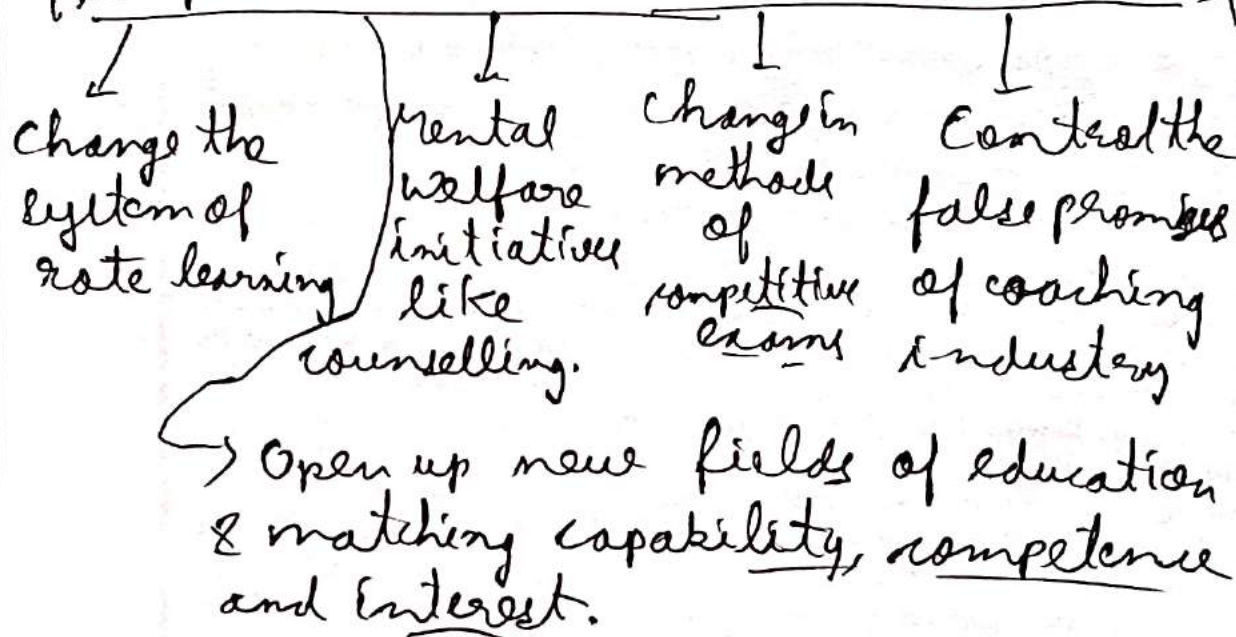 Change the
system of
rote learning
Mental
welfare
initiatives
like
counselling.
Change in
methods
of
competitive
exams
Control the
false promises
of coaching
industry
→ Open up new fields of education
& matching capability, competence
and interest.